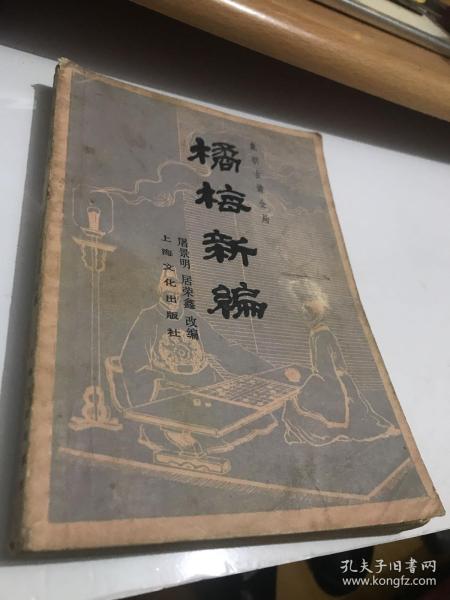 象棋古谱全局
橘梅新编
屠景明 居荣鑫 改编
上海文化出版社
孔夫子旧书网
www.kongfz.com